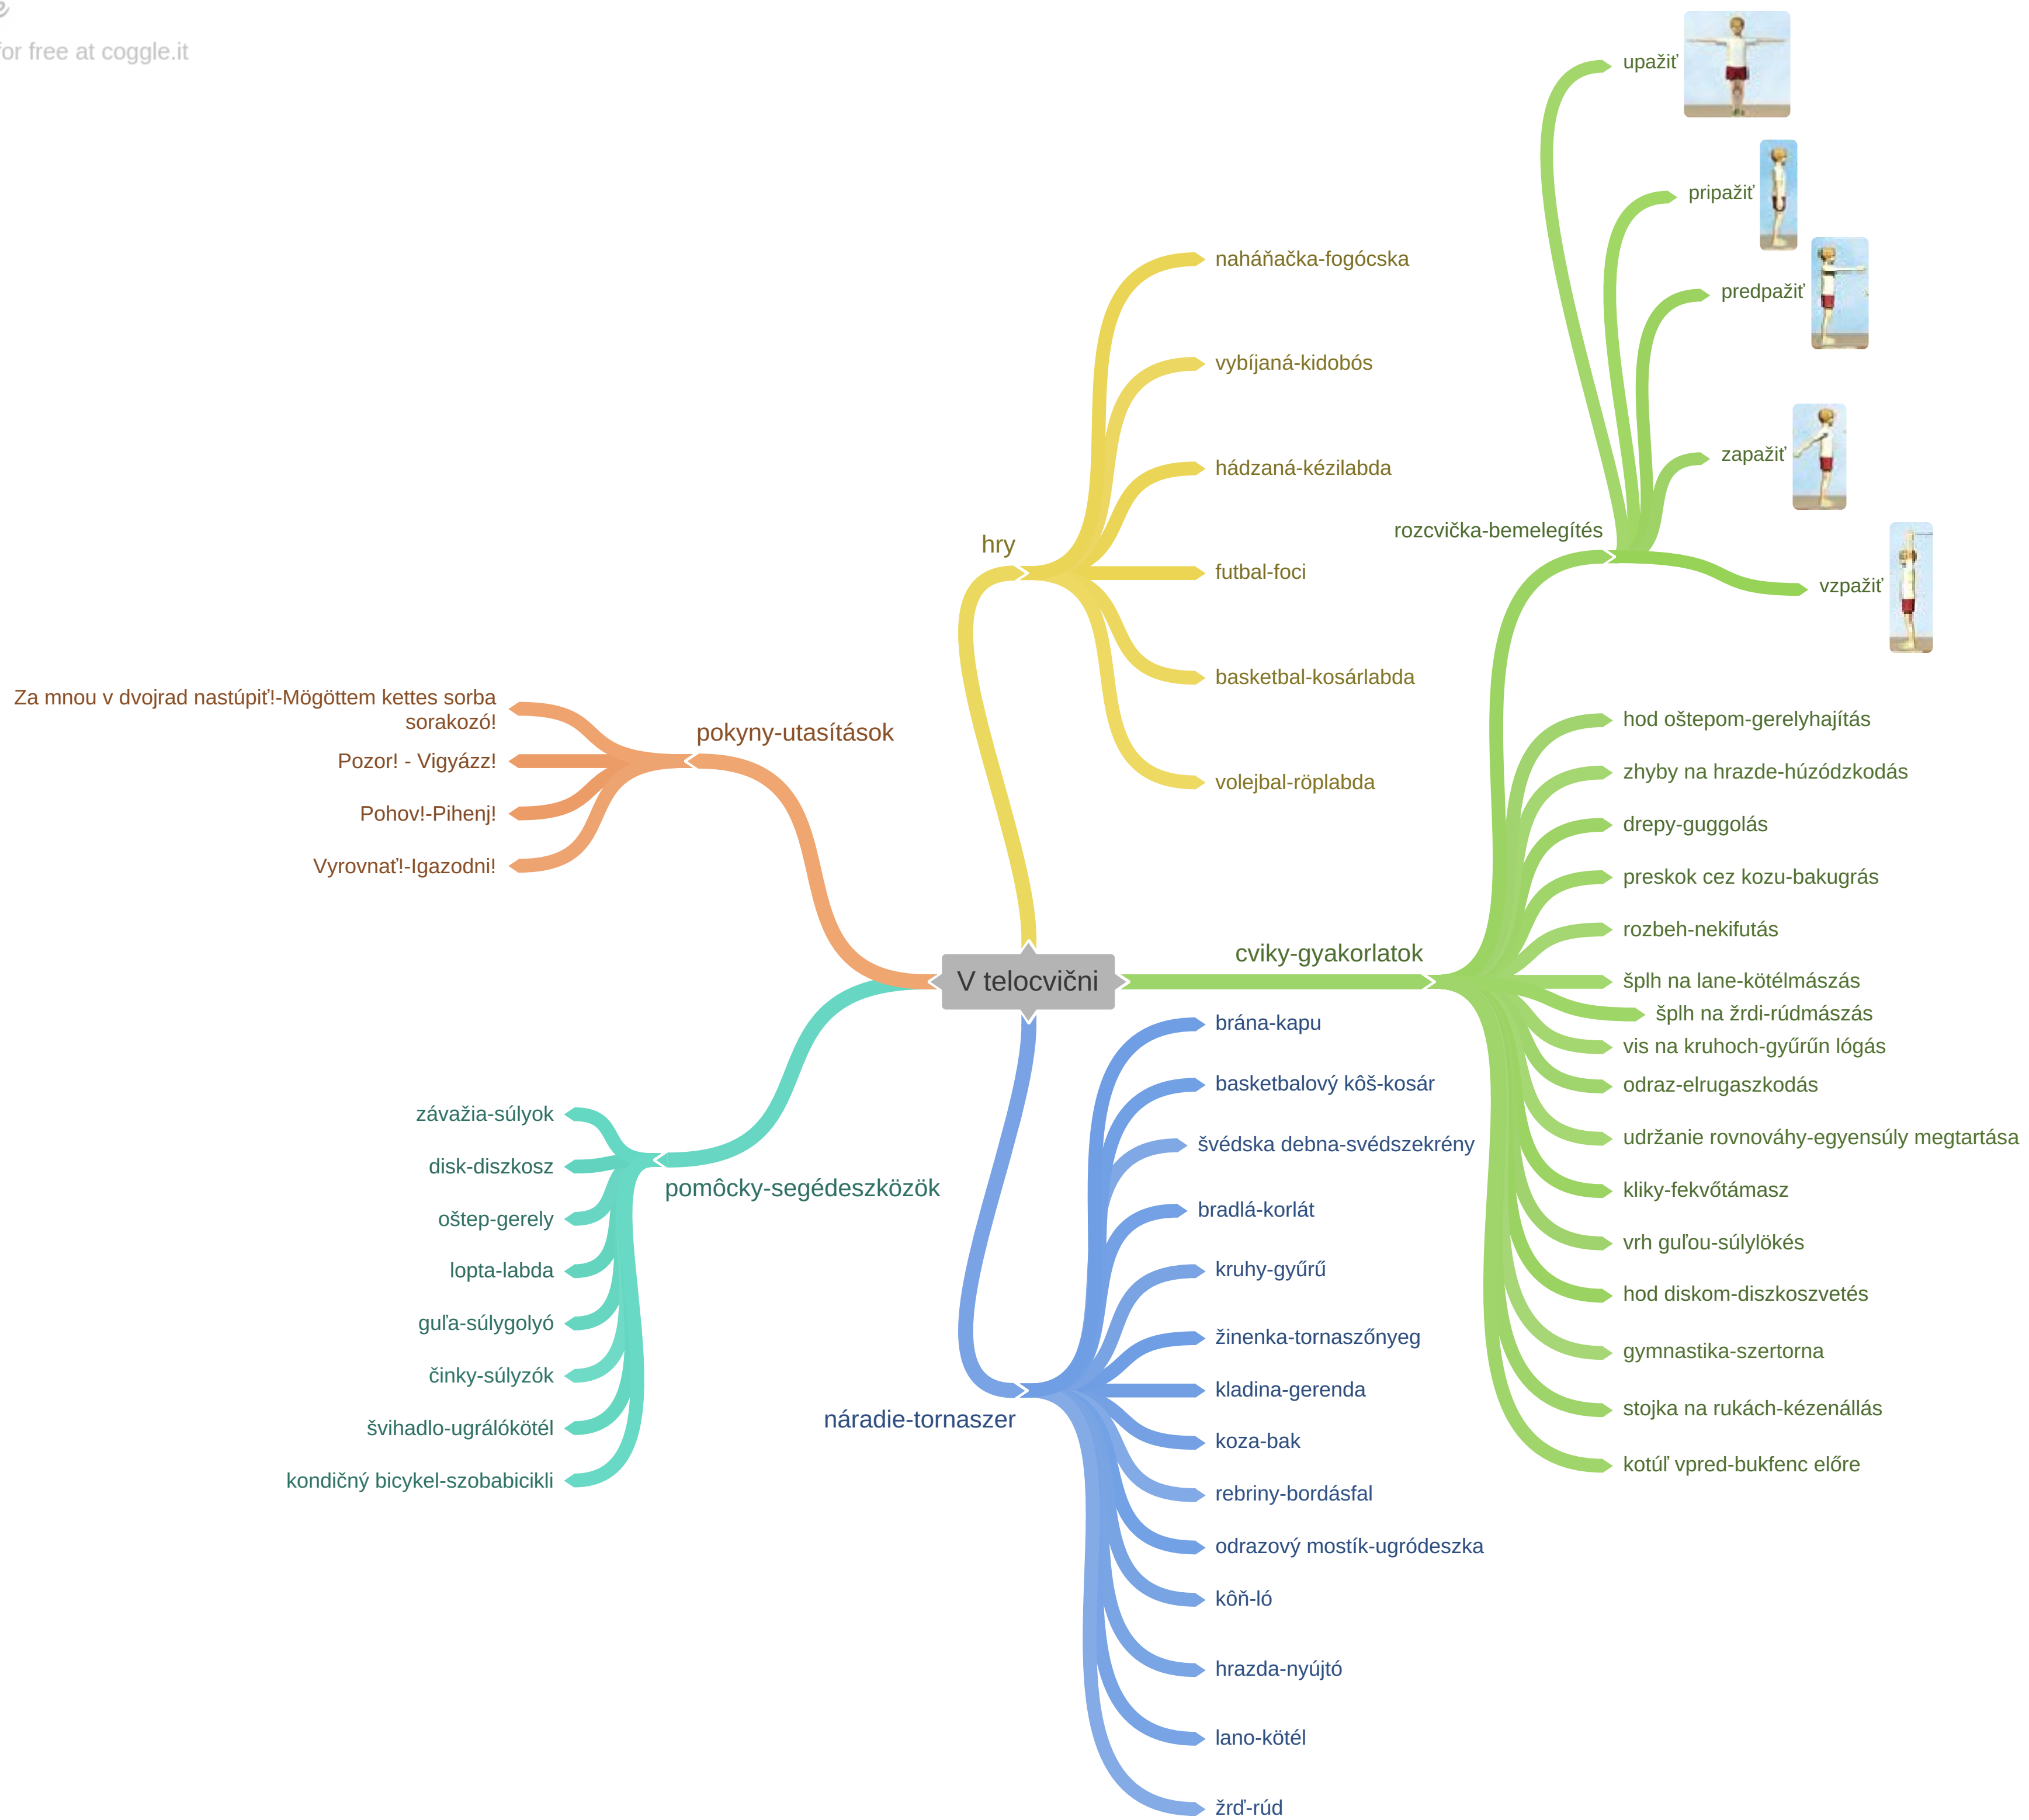 for free at coggle.it
V telocvični
hry
naháňačka-fogócska
vybíjaná-kidobós
hádzaná-kézilabda
futbal-foci
basketbal-kosárlabda
volejbal-röplabda
cviky-gyakorlatok
rozcvička-bemelegítés
upažiť
pripažiť
predpažiť
zapažiť
vzpažiť
hod oštepom-gerelyhajítás
zhyby na hrazde-húzódzkodás
drepy-guggolás
preskok cez kozu-bakugrás
rozbeh-nekifutás
šplh na lane-kötélmászás
šplh na žrdi-rúdmászás
vis na kruhoch-gyűrűn lógás
odraz-elrugaszkodás
udržanie rovnováhy-egyensúly megtartása
kliky-fekvőtámasz
vrh guľou-súlylökés
hod diskom-diszkoszvetés
gymnastika-szertorna
stojka na rukách-kézenállás
kotúľ vpred-bukfenc előre
náradie-tornaszer
brána-kapu
basketbalový kôš-kosár
švédska debna-svédszekrény
bradlá-korlát
kruhy-gyűrű
žinenka-tornaszőnyeg
kladina-gerenda
koza-bak
rebriny-bordásfal
odrazový mostík-ugródeszka
kôň-ló
hrazda-nyújtó
lano-kötél
žrď-rúd
pomôcky-segédeszközök
závažia-súlyok
disk-diszkosz
oštep-gerely
lopta-labda
guľa-súlygolyó
činky-súlyzók
švihadlo-ugrálókötél
kondičný bicykel-szobabicikli
pokyny-utasítások
Za mnou v dvojrad nastúpiť!-Mögöttem kettes sorba
sorakozó!
Pozor! - Vigyázz!
Pohov!-Pihenj!
Vyrovnať!-Igazodni!